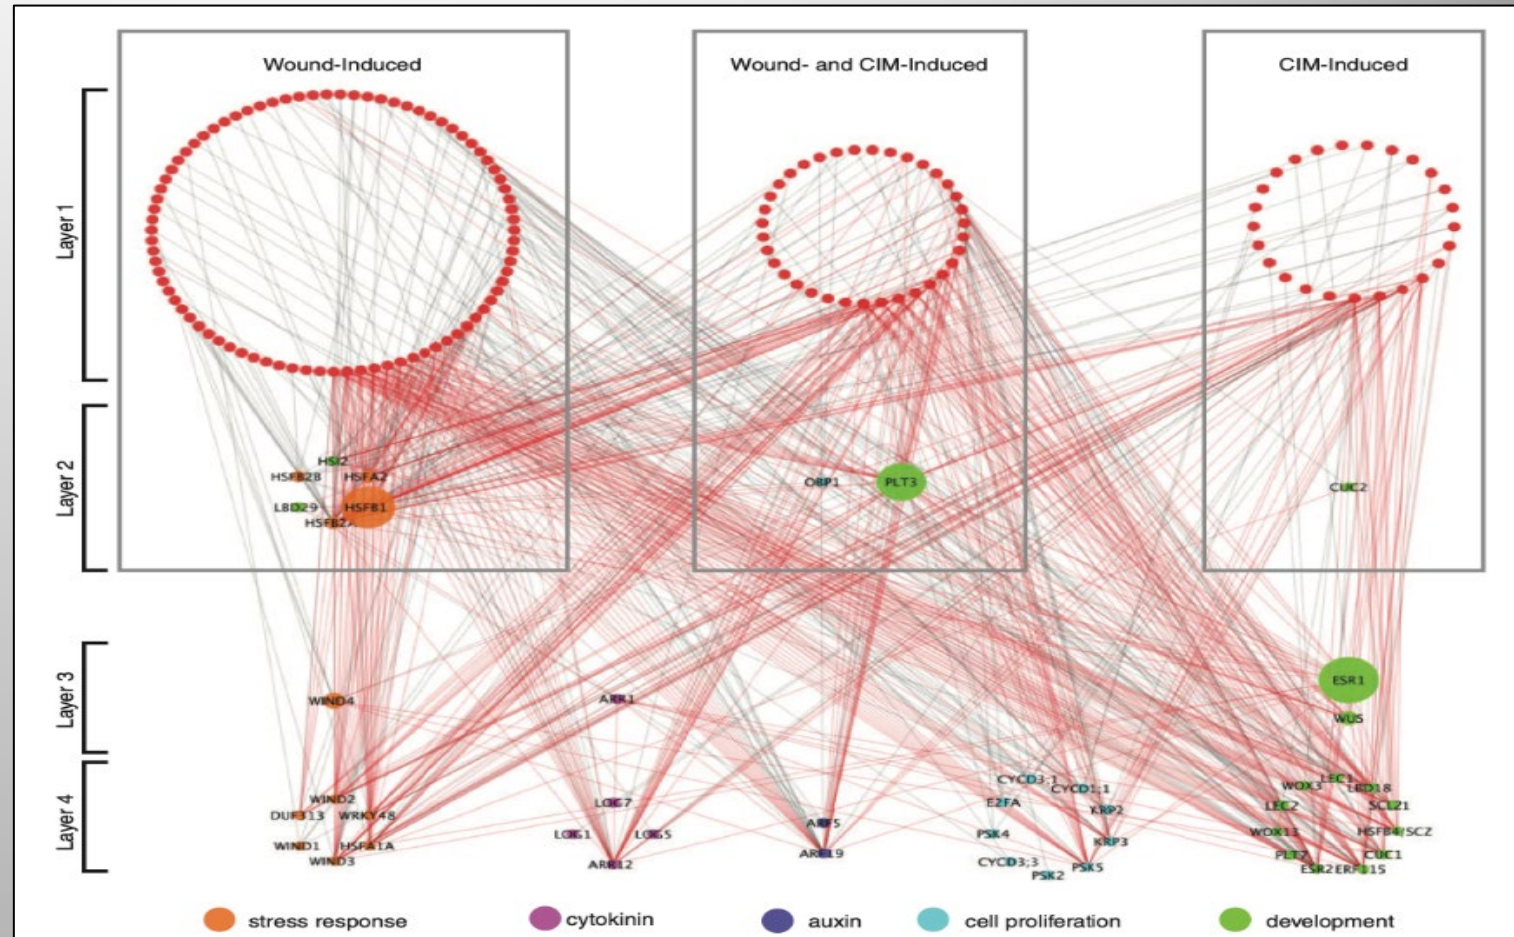 Wound-Induced
Wound- and CIM-Induced
CIM-Induced
Layer 1
Layer 2
HSI2
HSFB2B
HSFA2
LBD29
HSFB1
HSFB2A
OBP1
PLT3
CUC2
Layer 3
WIND4
ARR1
ESR1
WUS
Layer 4
WIND2
DUF313
WRKY48
WIND1
HSFA1A
WIND3
LOG7
LOG1
LOG5
ARR12
ARF5
ARF19
CYCD3;1
CYCD1;1
E2FA
KRP2
PSK4
KRP3
CYCD3;3
PSK5
PSK2
LEC1
WOX3
LBD18
LEC2
SCL21
WOX13
HSFB4/SCZ
PLT7
CUC1
ESR2
ERF115
stress response
cytokinin
auxin
cell proliferation
development